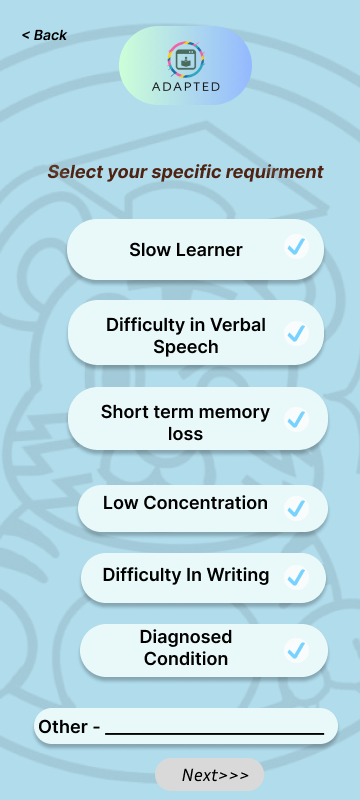 < Back
ADAPTED
Select your specific requirment
Slow Learner
Difficulty in Verbal
Speech
Short term memory
loss
Low Concentration
Difficulty In Writing
Diagnosed
Condition
Other - ____________________
Next>>>